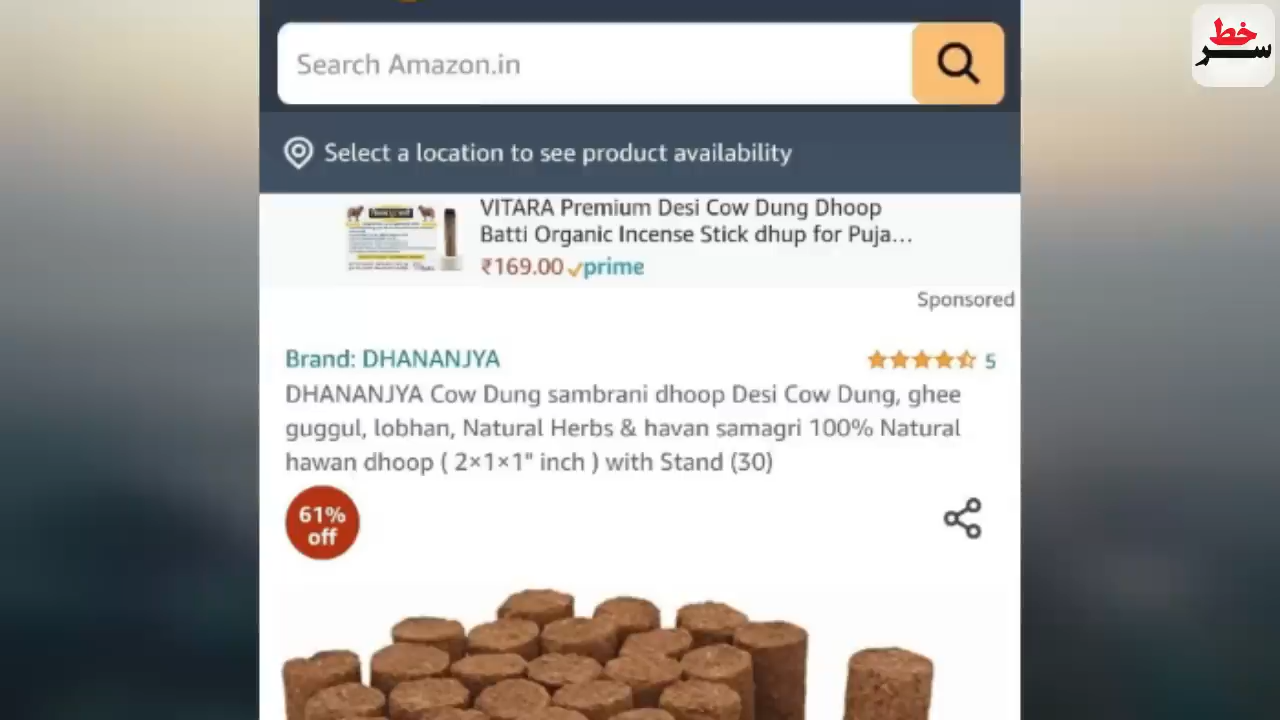 خط
سر
Search Amazon.in
Select a location to see product availability
VITARA Premium Desi Cow Dung Dhoop
Batti Organic Incense Stick dhup for Puja...
₹169.00 prime
Sponsored
Brand: DHANANJYA
5
DHANANJYA Cow Dung sambrani dhoop Desi Cow Dung, ghee
guggul, lobhan, Natural Herbs & havan samagri 100% Natural
hawan dhoop ( 2×1×1" inch ) with Stand (30)
61%
off